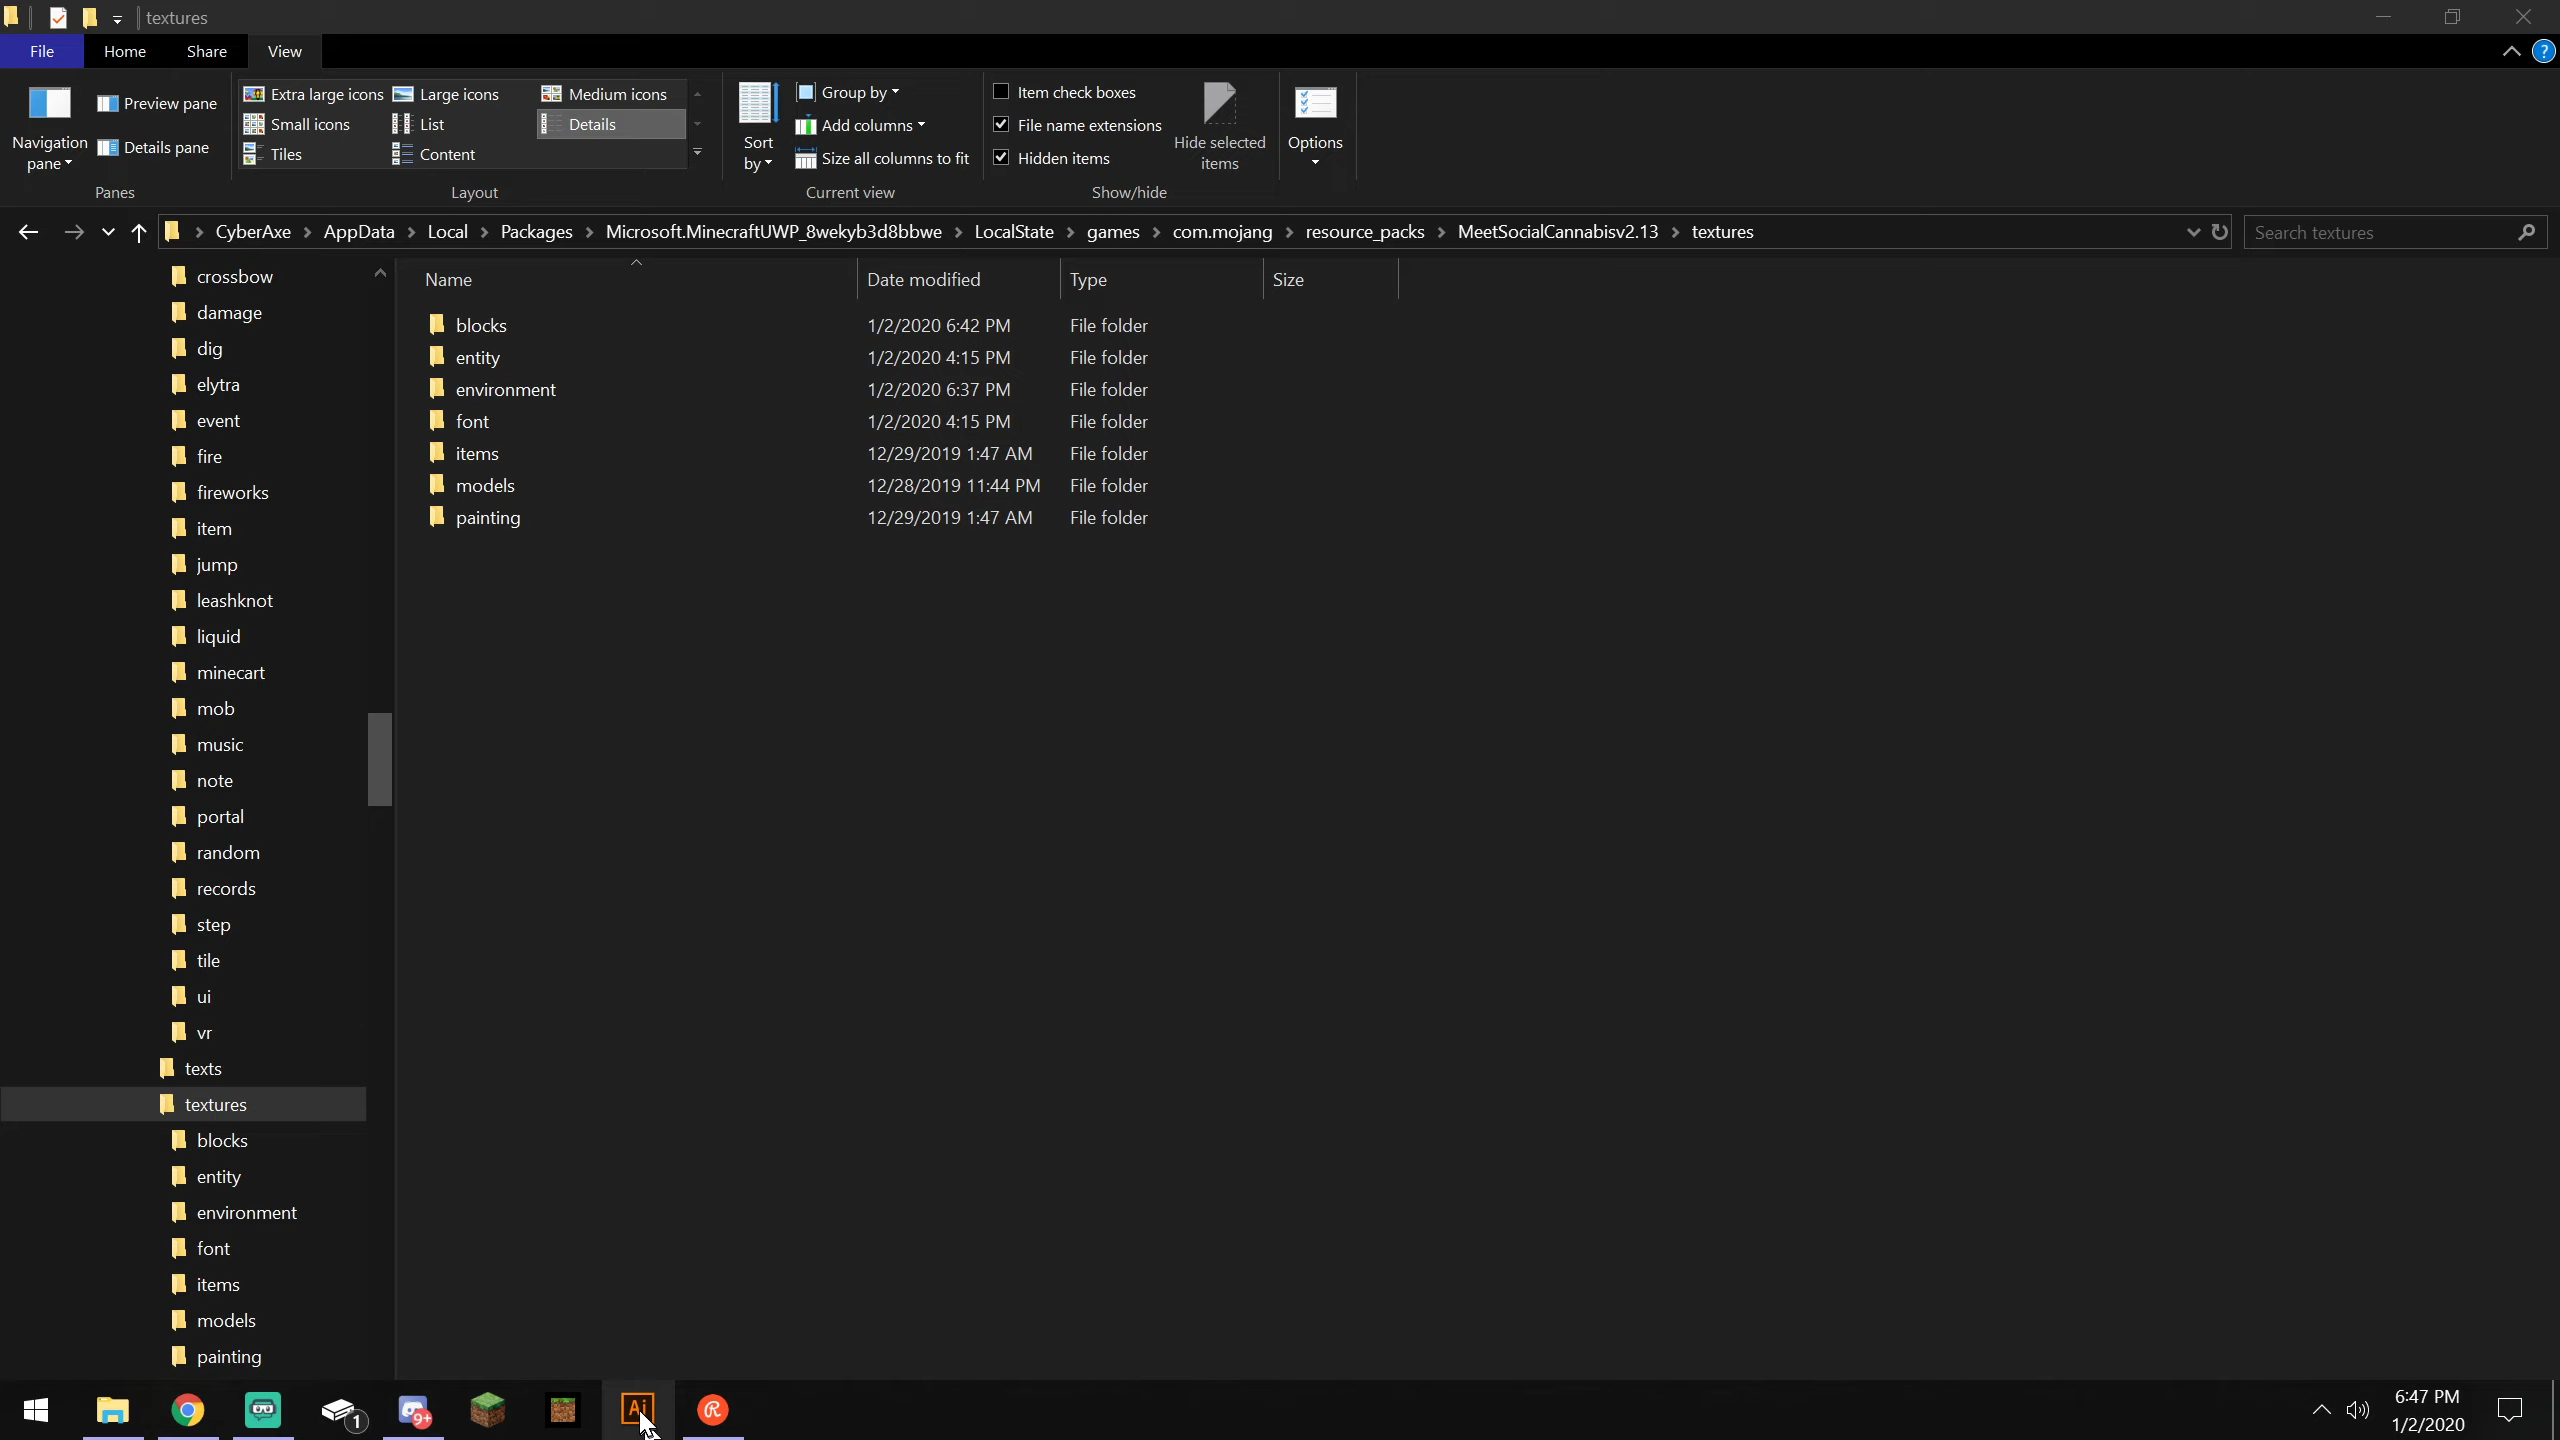 textures
File Home Share View
Extra large icons Large icons Medium icons
Small icons List Details
Tiles Content
Preview pane
Details pane
Navigation
pane
Sort
by
Group by
Add columns
Size all columns to fit
Item check boxes
File name extensions
Hidden items
Hide selected
items
Options
Panes Layout Current view Show/hide
CyberAxe AppData Local Packages Microsoft.MinecraftUWP_8wekyb3d8bbwe LocalState games com.mojang resource_packs MeetSocialCannabisv2.13 textures
Search textures
crossbow
damage
dig
elytra
event
fire
fireworks
item
jump
leashknot
liquid
minecart
mob
music
note
portal
random
records
step
tile
ui
vr
texts
textures
blocks
entity
environment
font
items
models
painting
Name Date modified Type Size
blocks 1/2/2020 6:42 PM File folder
entity 1/2/2020 4:15 PM File folder
environment 1/2/2020 6:37 PM File folder
font 1/2/2020 4:15 PM File folder
items 12/29/2019 1:47 AM File folder
models 12/28/2019 11:44 PM File folder
painting 12/29/2019 1:47 AM File folder
1
9+
Ai
6:47 PM
1/2/2020